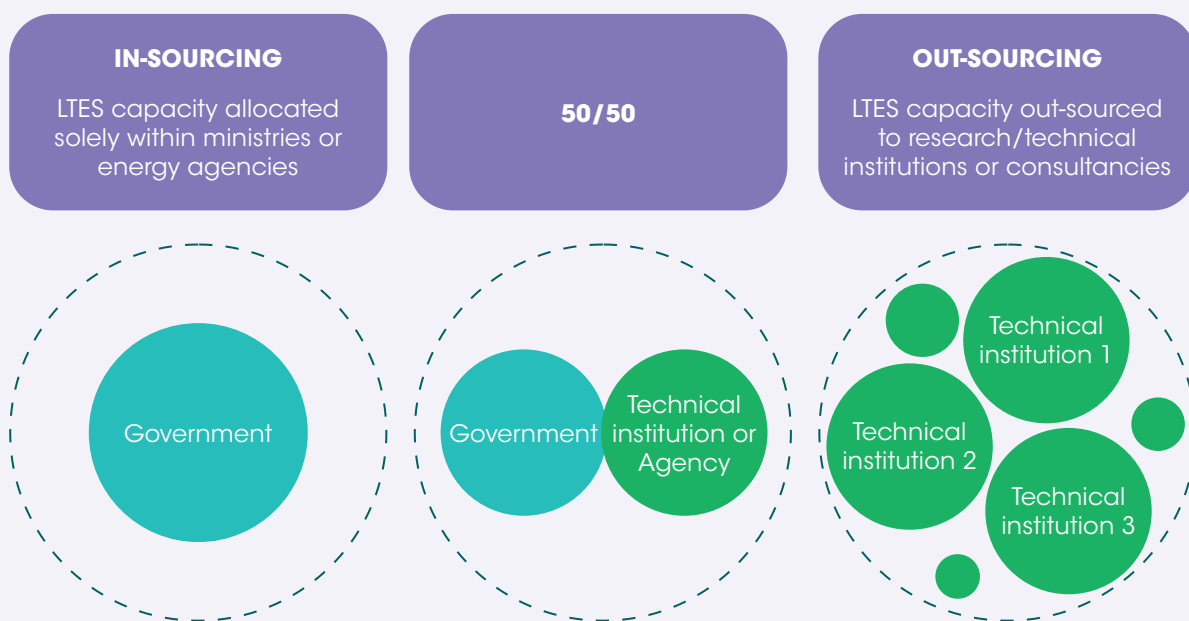 IN-SOURCING
LTES capacity allocated
solely within ministries or
energy agencies
50/50
OUT-SOURCING
LTES capacity out-sourced
to research/technical
institutions or consultancies
Government
Government
Technical
institution or
Agency
Technical
institution 1
Technical
institution 2
Technical
institution 3